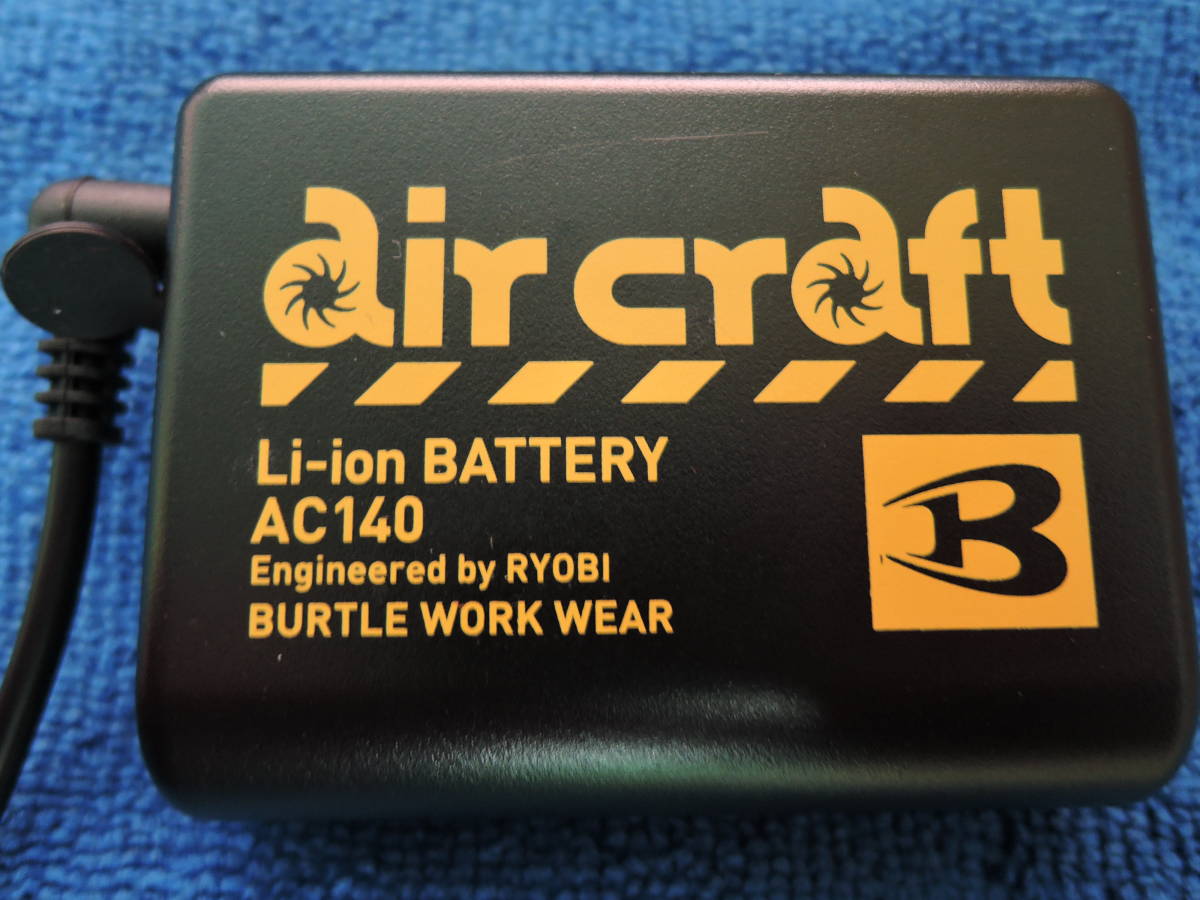 air craft
Li-ion BATTERY
AC140
Engineered by RYOBI
BURTLE WORK WEAR
B